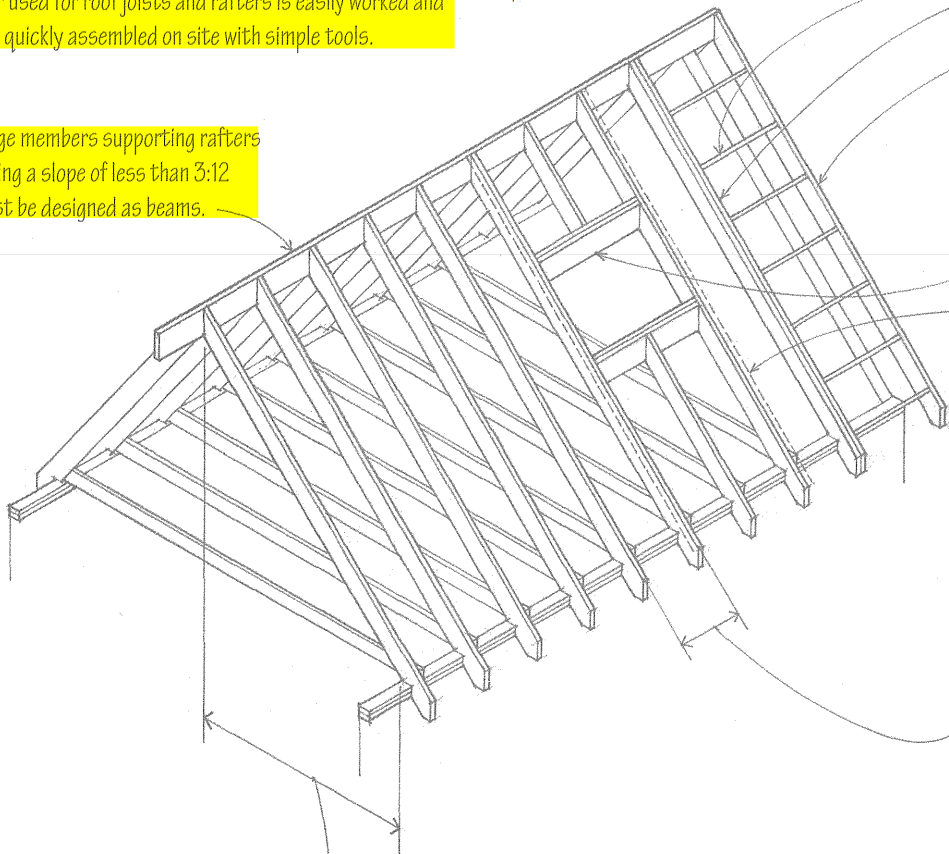 used for roof joists and rafters is easily worked and
quickly assembled on site with simple tools.
ge members supporting rafters
ng a slope of less than 3:12
st be designed as beams.